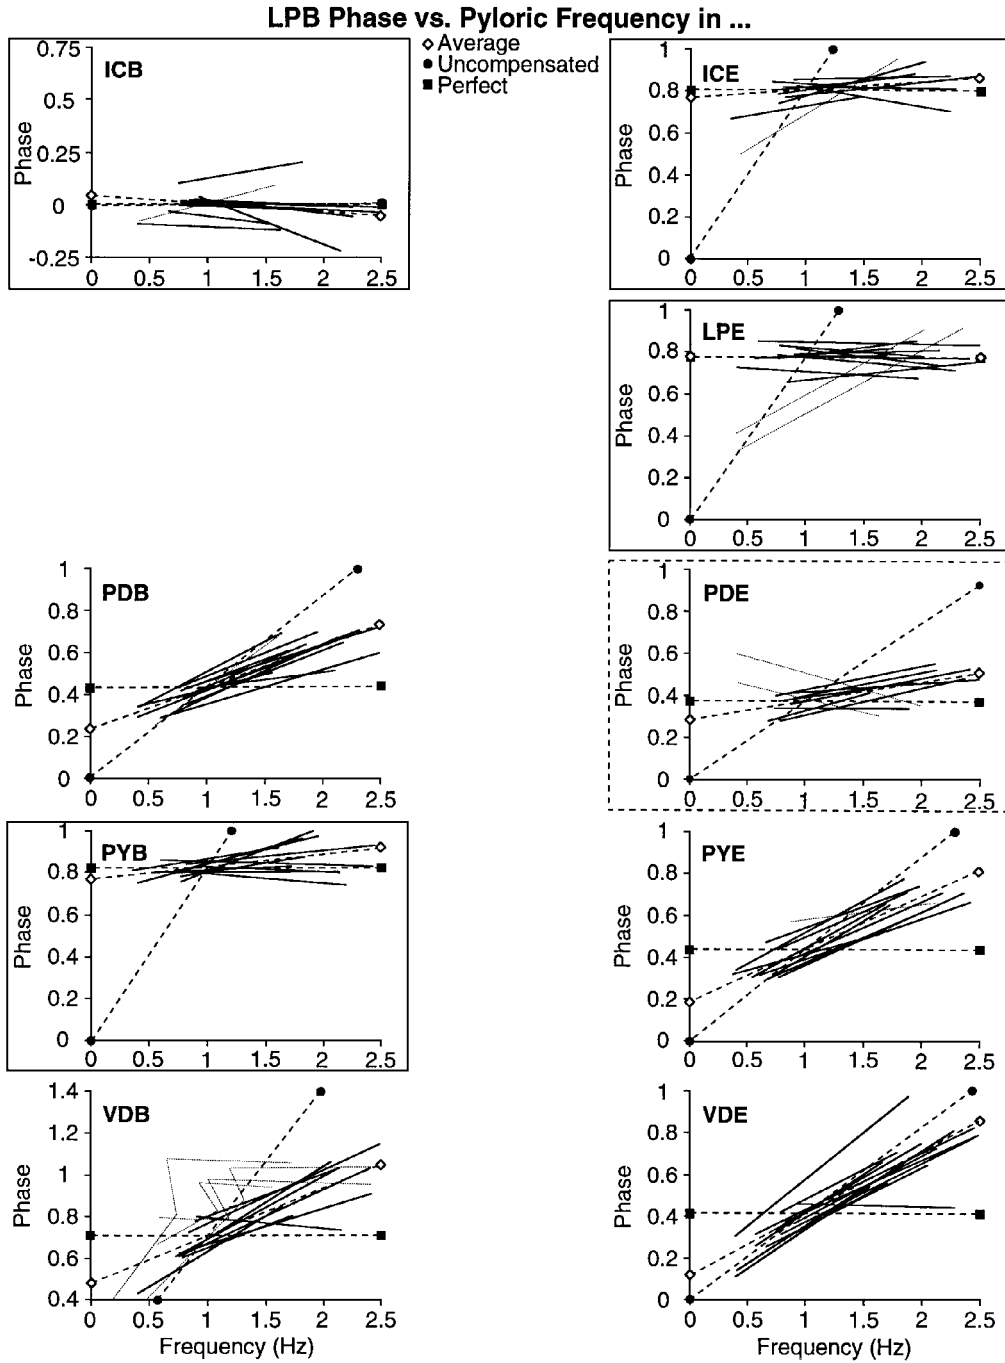 LPB Phase vs. Pyloric Frequency in ...
Average
Uncompensated
Perfect
ICB
Phase
0.75
0.5
0.25
0
-0.25
0 0.5 1 1.5 2 2.5
ICE
Phase
1
0.8
0.6
0.4
0.2
0
0 0.5 1 1.5 2 2.5
LPE
Phase
1
0.8
0.6
0.4
0.2
0
0 0.5 1 1.5 2 2.5
PDB
Phase
1
0.8
0.6
0.4
0.2
0
0 0.5 1 1.5 2 2.5
PDE
Phase
1
0.8
0.6
0.4
0.2
0
0 0.5 1 1.5 2 2.5
PYB
Phase
1
0.8
0.6
0.4
0.2
0
0 0.5 1 1.5 2 2.5
PYE
Phase
1
0.8
0.6
0.4
0.2
0
0 0.5 1 1.5 2 2.5
VDB
Phase
1.4
1.2
1
0.8
0.6
0.4
0 0.5 1 1.5 2 2.5
Frequency (Hz)
VDE
Phase
1
0.8
0.6
0.4
0.2
0
0 0.5 1 1.5 2 2.5
Frequency (Hz)